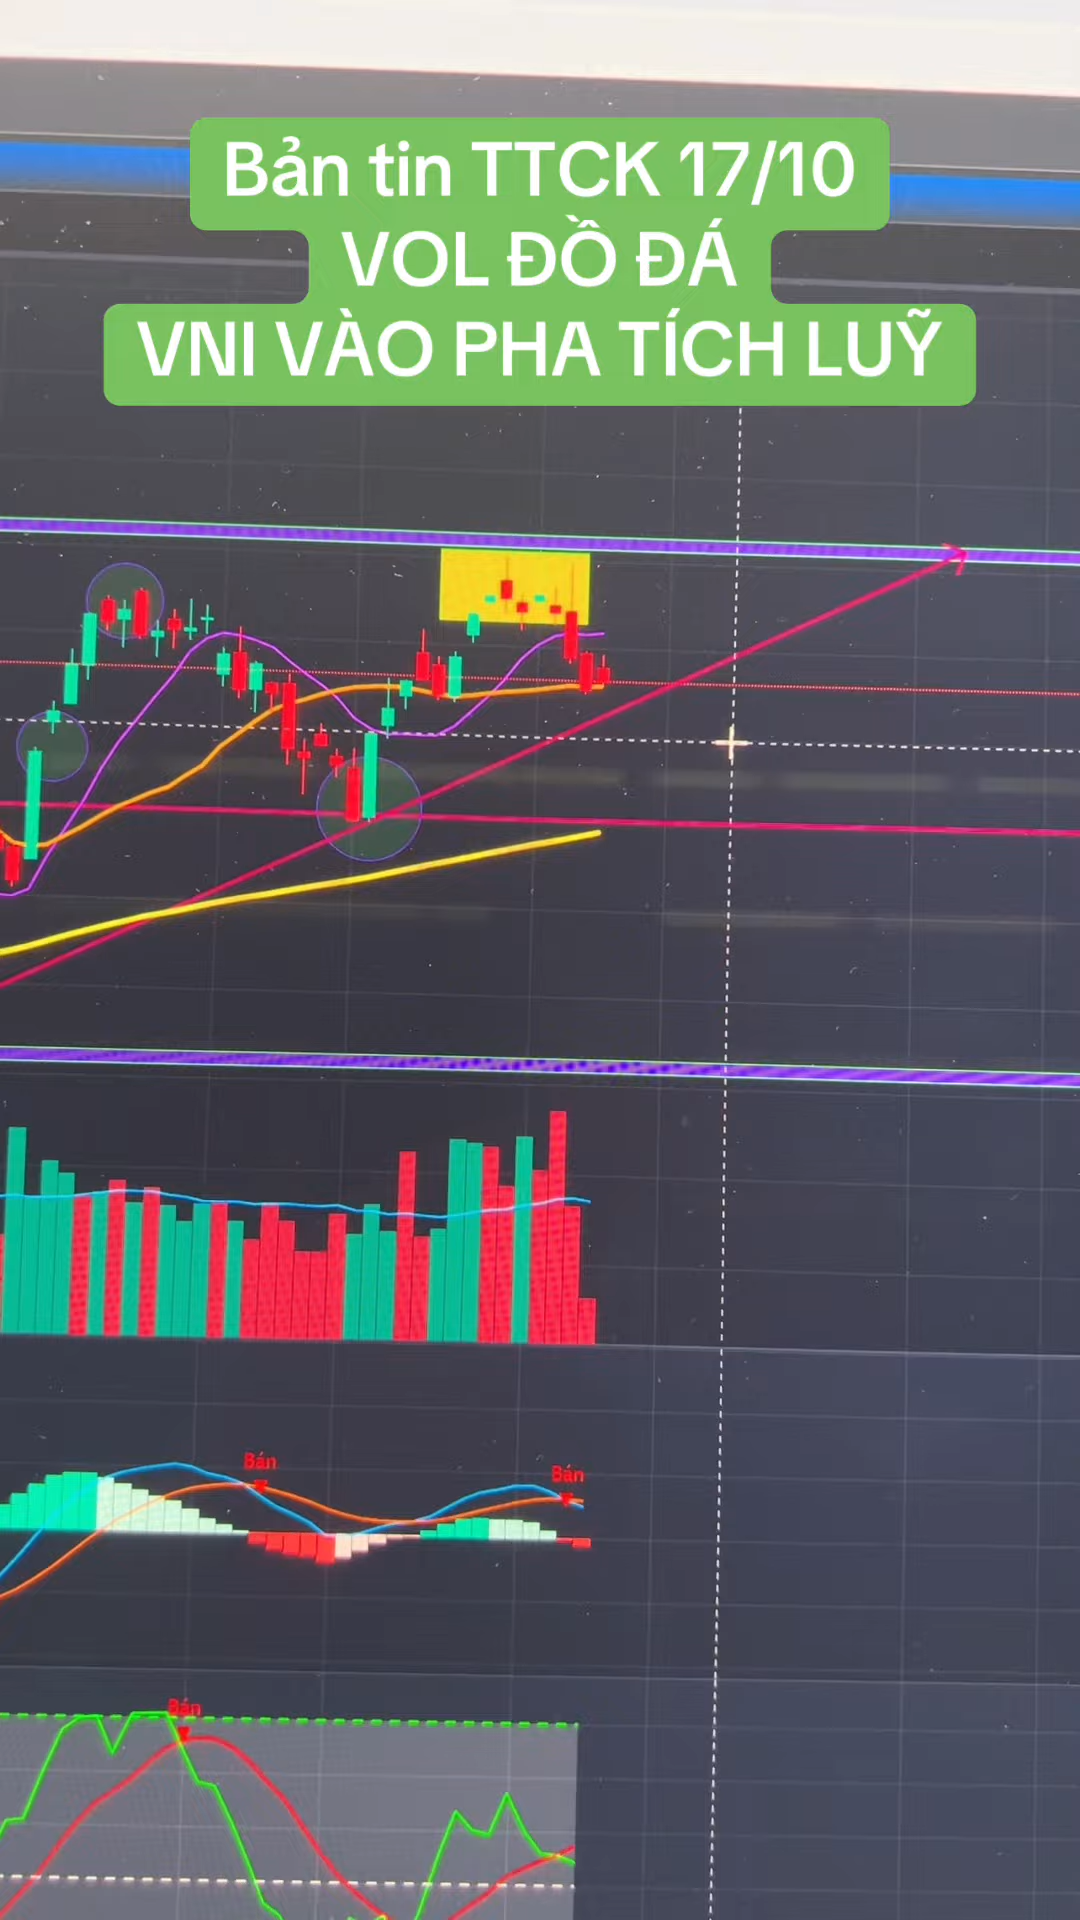 Bản tin TTCK 17/10
VOL ĐỒ ĐÁ
VNI VÀO PHA TÍCH LUỸ
Bán
Bán
Bán